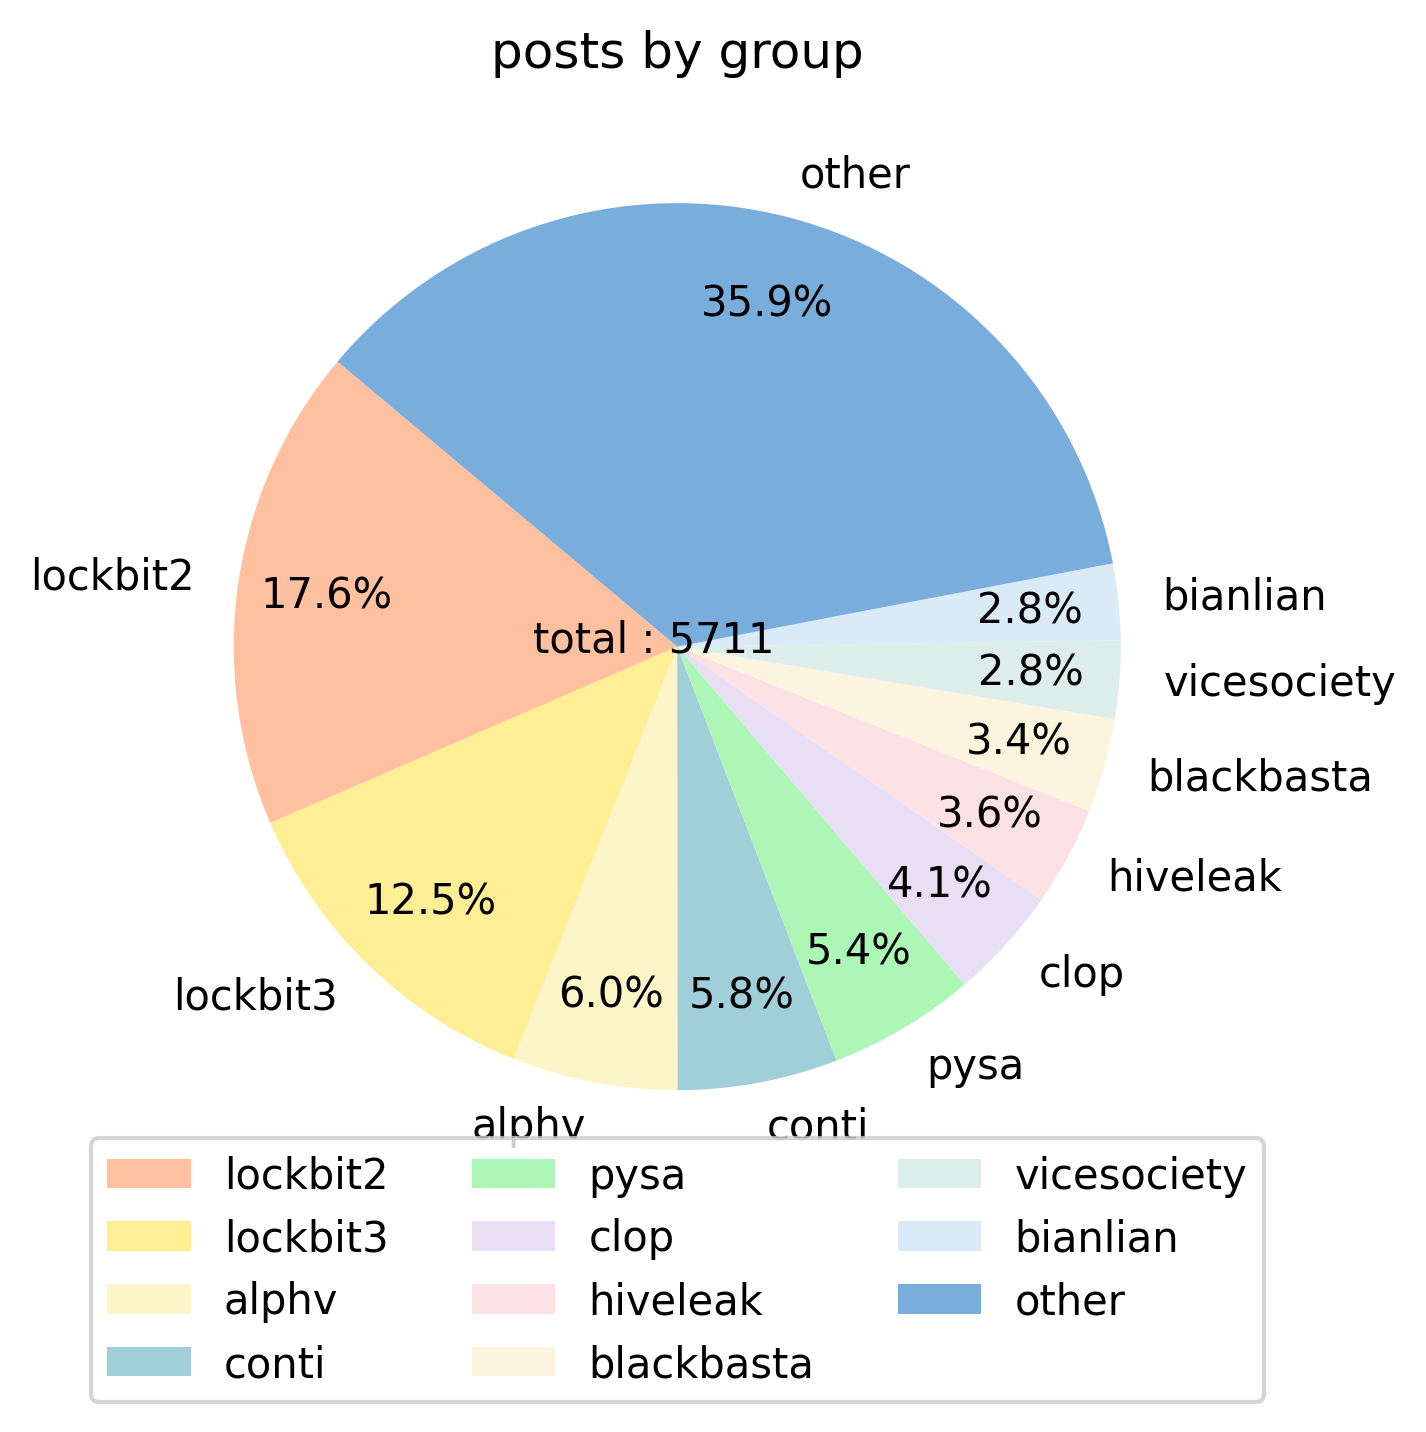 posts by group
other
35.9%
lockbit2
17.6%
total : 5711
2.8%
bianlian
2.8%
vicesociety
3.4%
blackbasta
3.6%
hiveleak
4.1%
clop
12.5%
lockbit3
5.4%
pysa
6.0%
5.8%
alphv
conti
lockbit2
lockbit3
alphv
conti
pysa
clop
hiveleak
blackbasta
vicesociety
bianlian
other